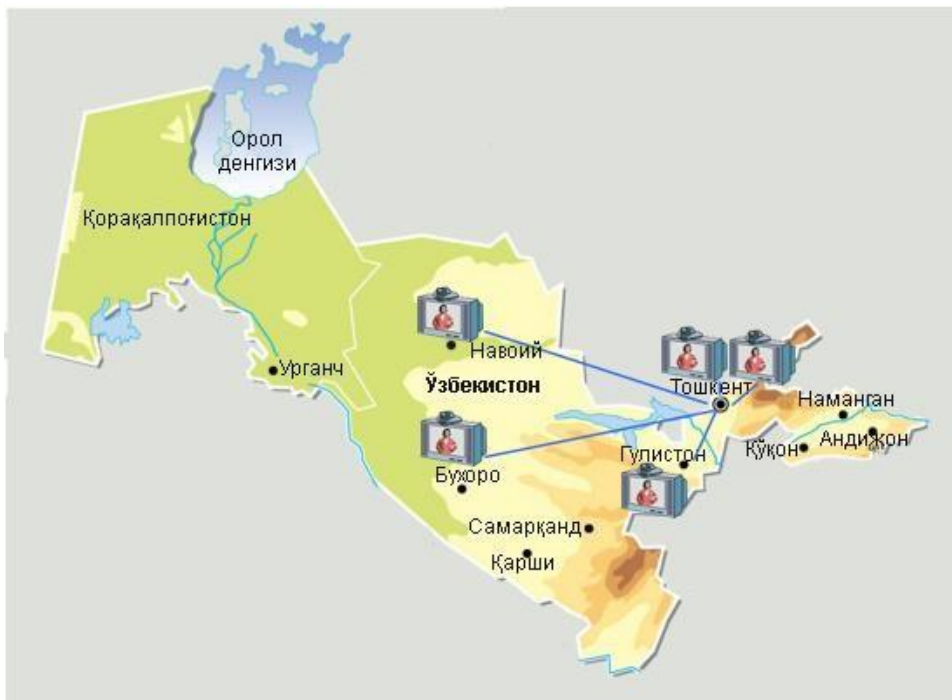 Орол
денгизи
Қорақалпоғистон
Навоий
Урганч
Ўзбекистон
Тошкент
Наманган
Андижон
Қўқон
Гулистон
Бухоро
Самарқанд
Қарши